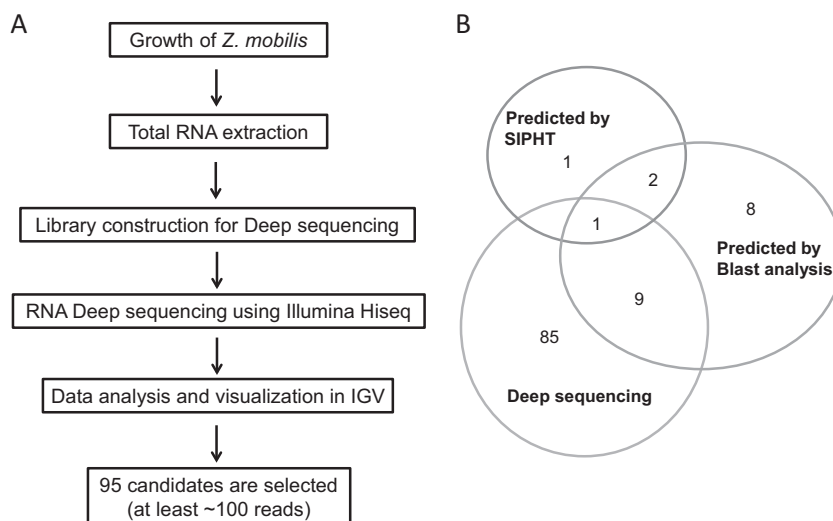 A
Growth of Z. mobilis
Total RNA extraction
Library construction for Deep sequencing
RNA Deep sequencing using Illumina Hiseq
Data analysis and visualization in IGV
95 candidates are selected
(at least ~100 reads)
B
Predicted by
SIPHT
1
2
8
1
Predicted by
Blast analysis
9
85
Deep sequencing